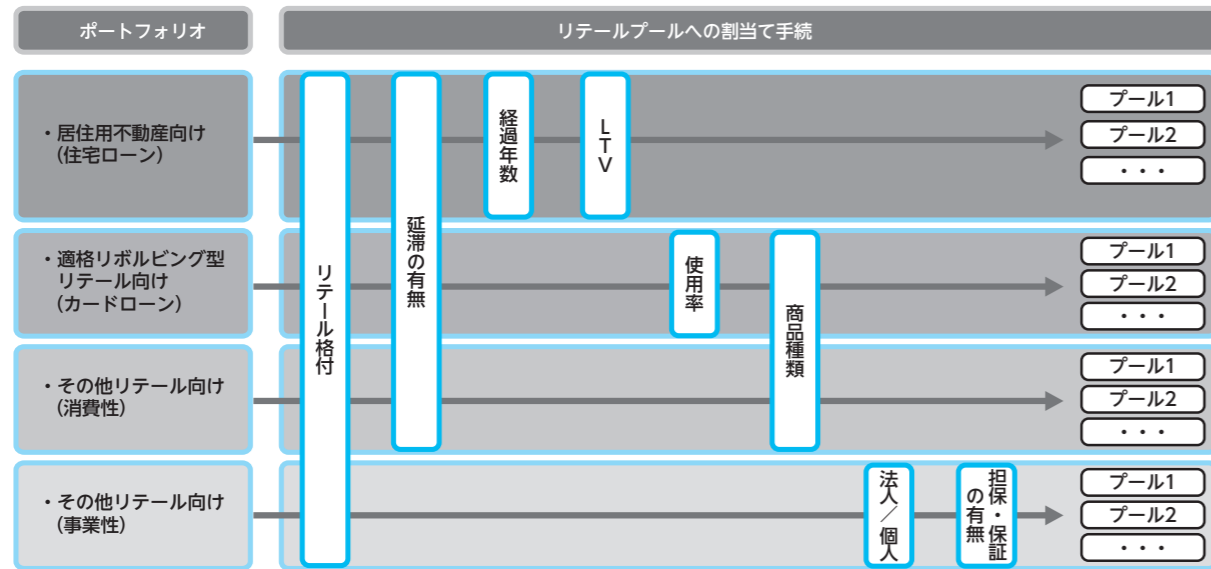 ポートフォリオ
リテールプールへの割当て手続
・居住用不動産向け
（住宅ローン）
・適格リボルビング型
リテール向け
（カードローン）
・その他リテール向け
（消費性）
・その他リテール向け
（事業性）
リテール格付
延滞の有無
経過年数
LTV
使用率
商品種類
法人／個人
担保・保証
の有無
プール1
プール2
・・・
プール1
プール2
・・・
プール1
プール2
・・・
プール1
プール2
・・・